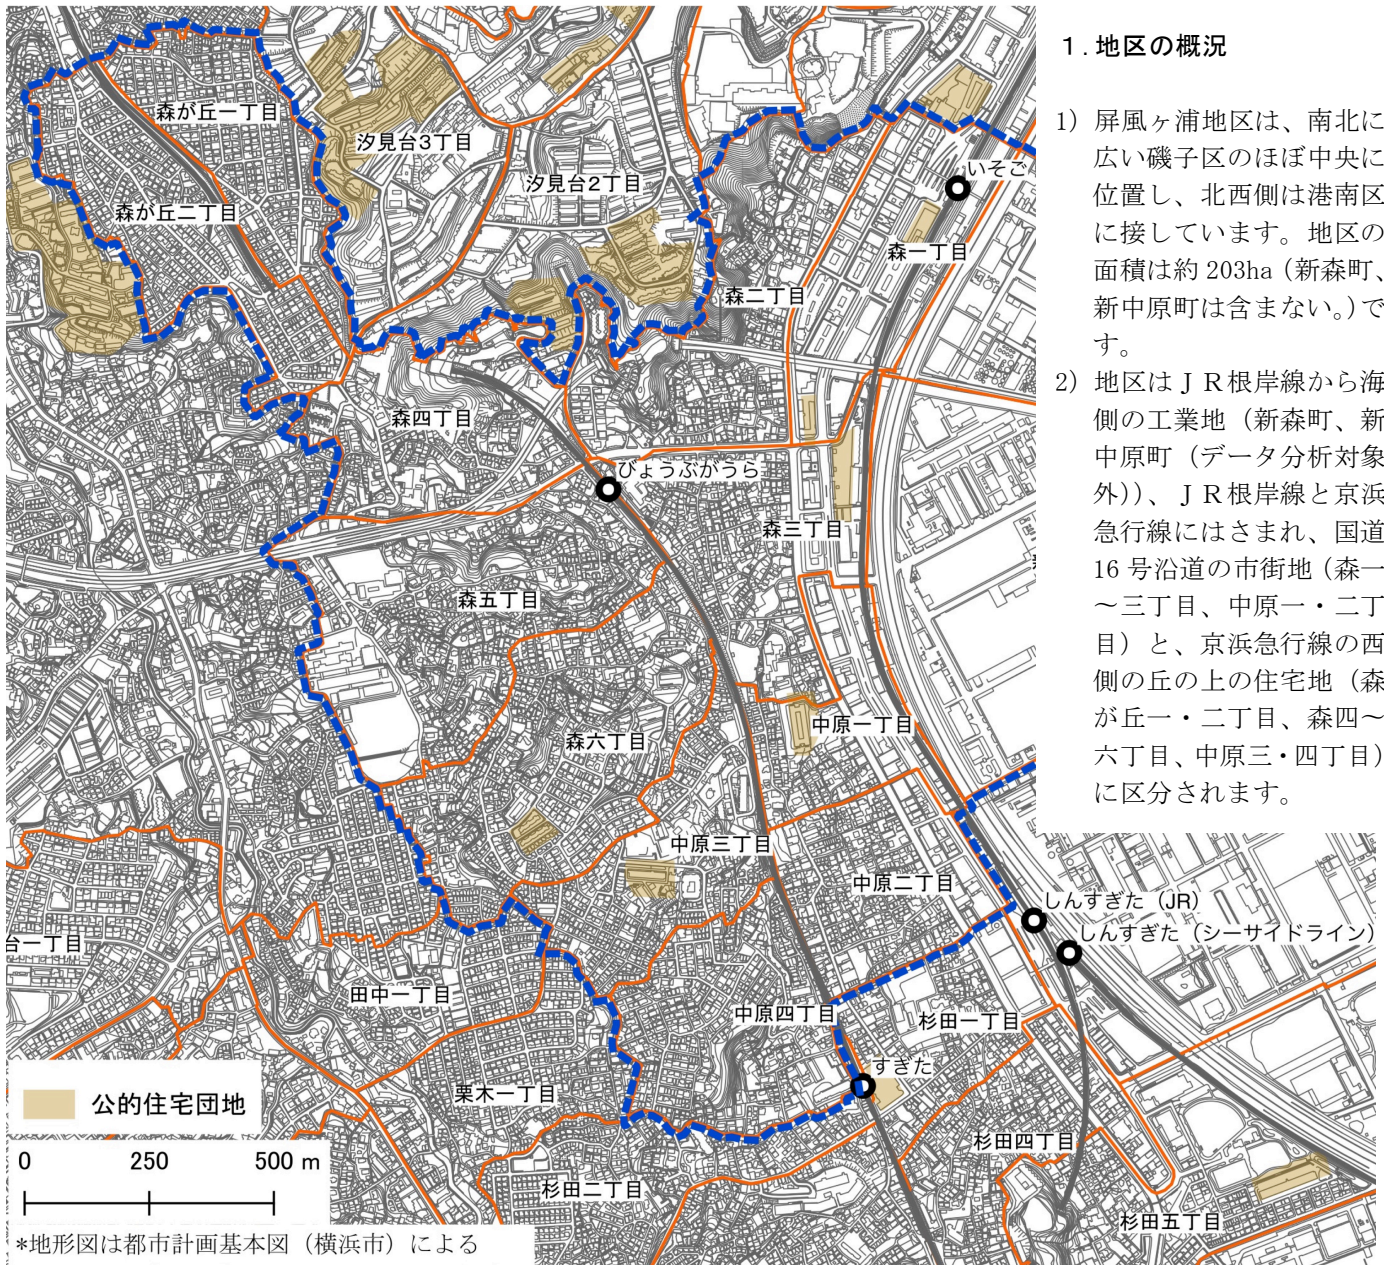 1.地区の概況
1) 屏風ヶ浦地区は、南北に
広い磯子区のほぼ中央に
位置し、北西側は港南区
に接しています。地区の
面積は約 203ha（新森町、
新中原町は含まない。）で
す。
2) 地区はＪＲ根岸線から海
側の工業地（新森町、新
中原町（データ分析対象
外））、ＪＲ根岸線と京浜
急行線にはさまれ、国道
16 号沿道の市街地（森一
～三丁目、中原一・二丁
目）と、京浜急行線の西
側の丘の上の住宅地（森
が丘一・二丁目、森四～
六丁目、中原三・四丁目）
に区分されます。
森が丘一丁目
汐見台3丁目
汐見台2丁目
いそご
森が丘二丁目
森一丁目
森二丁目
森四丁目
びょうぶがうら
森三丁目
森五丁目
森六丁目
中原一丁目
中原三丁目
中原二丁目
しんすぎた（JR）
しんすぎた（シーサイドライン）
台一丁目
田中一丁目
中原四丁目
杉田一丁目
すぎた
栗木一丁目
杉田四丁目
杉田二丁目
杉田五丁目
公的住宅団地
0 250 500 m
*地形図は都市計画基本図（横浜市）による